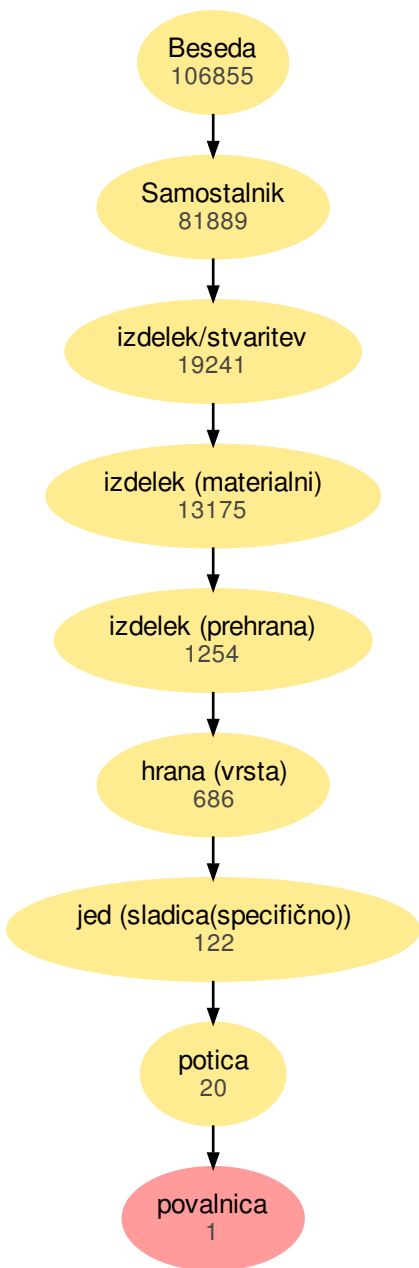 Beseda
106855
Samostalnik
81889
izdelek/stvaritev
19241
izdelek (materialni)
13175
izdelek (prehrana)
1254
hrana (vrsta)
686
jed (sladica(specifično))
122
potica
20
povalnica
1